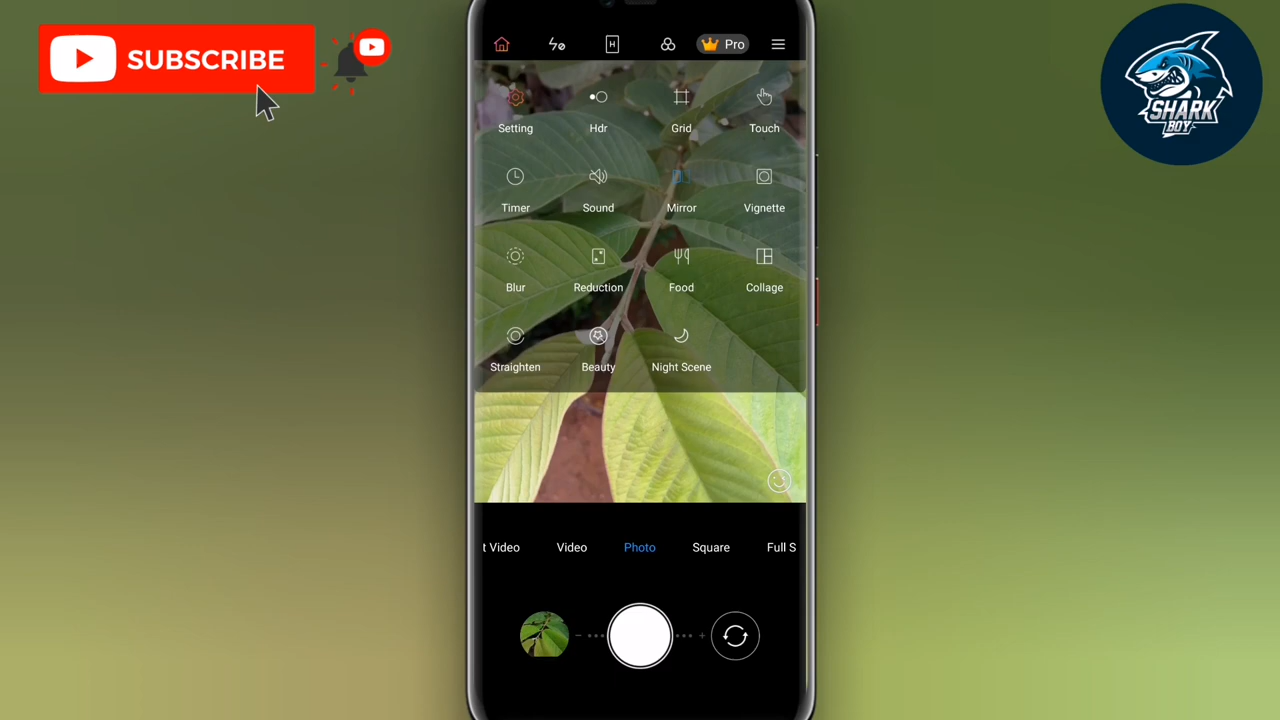 SUBSCRIBE
SHARK
BOY
H
Pro
Setting Hdr Grid Touch
Timer Sound Mirror Vignette
Blur Reduction Food Collage
Straighten Beauty Night Scene
t Video Video Photo Square Full S